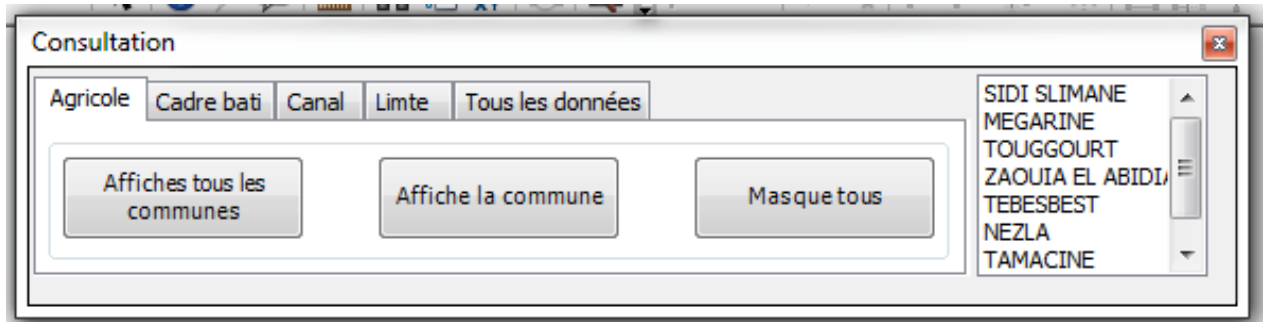 Consultation
Agricole
Cadre bati
Canal
Limte
Tous les données
Affiches tous les
communes
Affiche la commune
Masque tous
SIDI SLIMANE
MEGARINE
TOUGGOURT
ZAOUIA EL ABIDI
TEBESBEST
NEZLA
TAMACINE